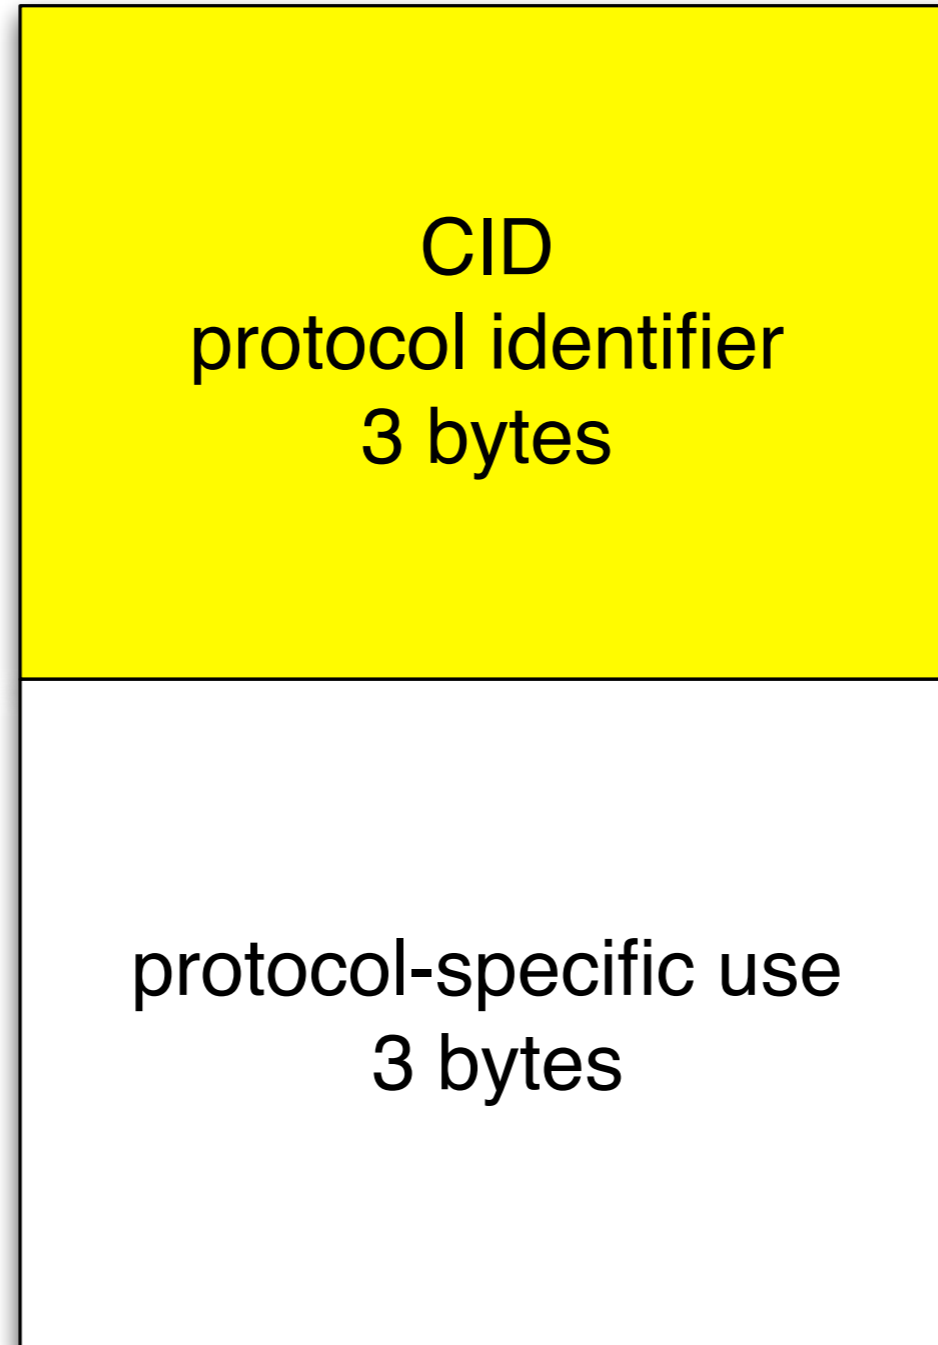 CID
protocol identifier
3 bytes
protocol-specific use
3 bytes